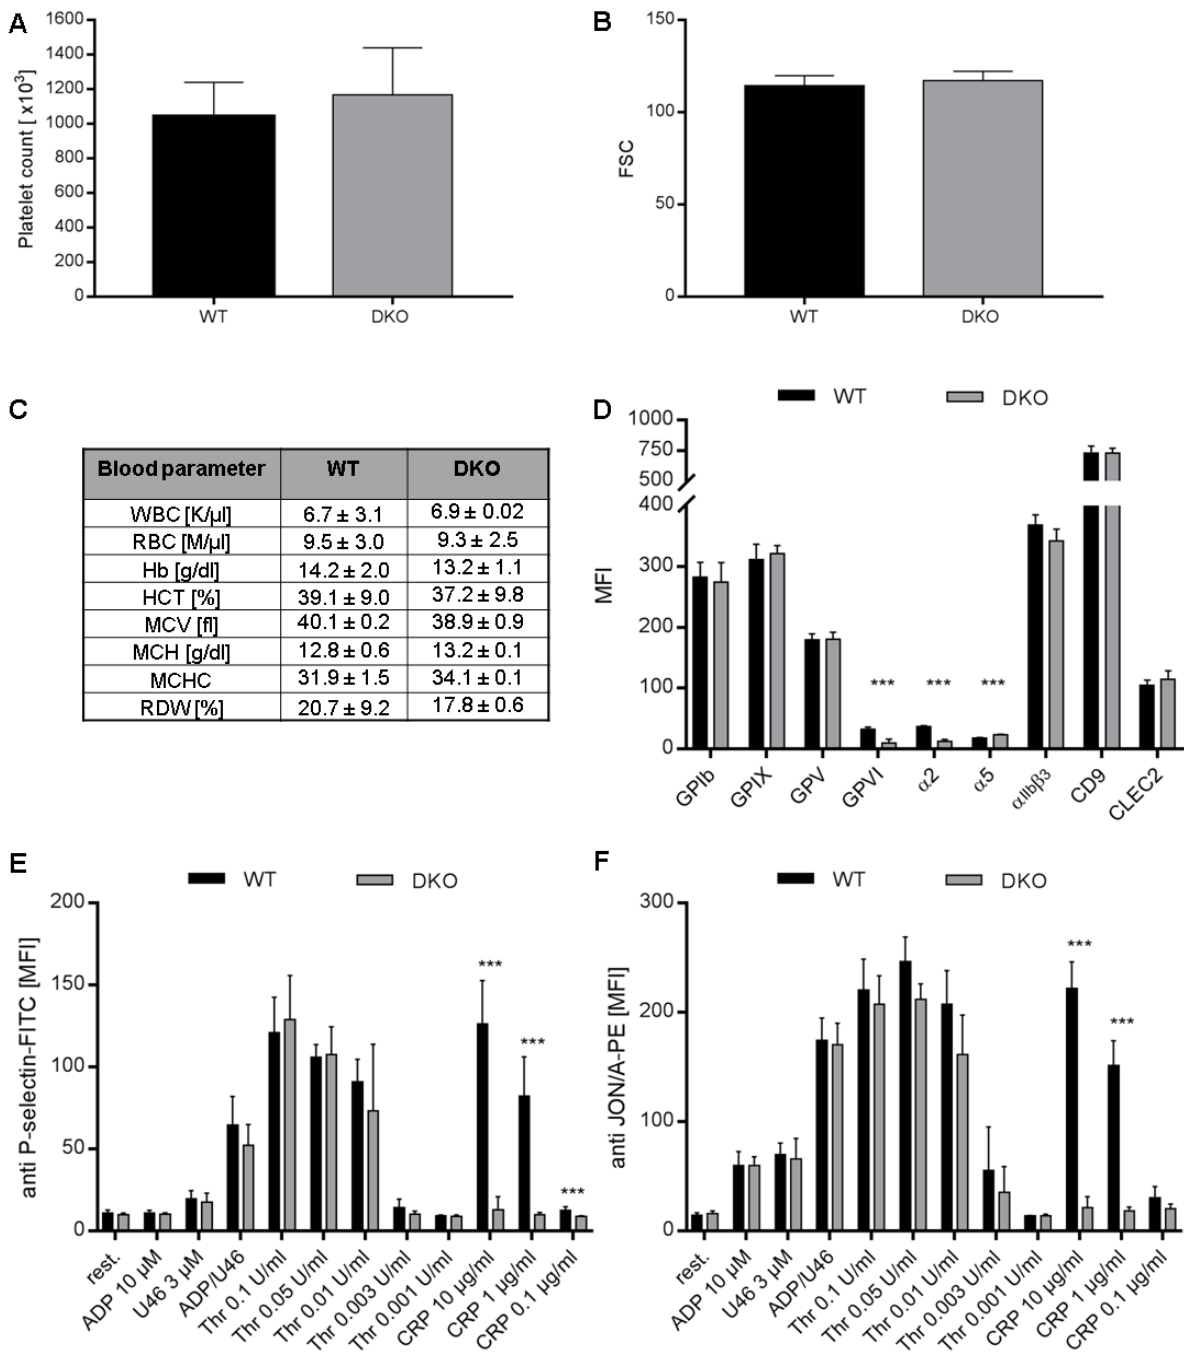 A
Platelet count [ x10³]
1600
1400
1200
1000
800
600
400
200
0
WT
DKO
B
FSC
150
100
50
0
WT
DKO
C
Blood parameter WT DKO
WBC [K/µl] 6.7 ± 3.1 6.9 ± 0.02
RBC [M/µl] 9.5 ± 3.0 9.3 ± 2.5
Hb [g/dl] 14.2 ± 2.0 13.2 ± 1.1
HCT [%] 39.1 ± 9.0 37.2 ± 9.8
MCV [fl] 40.1 ± 0.2 38.9 ± 0.9
MCH [g/dl] 12.8 ± 0.6 13.2 ± 0.1
MCHC 31.9 ± 1.5 34.1 ± 0.1
RDW [%] 20.7 ± 9.2 17.8 ± 0.6
D
WT DKO
MFI
1000
750
500
400
300
200
100
0
*** *** ***
GPIb
GPIX
GPV
GPVI
α2
α5
αIIbβ3
CD9
CLEC2
E
WT DKO
anti P-selectin-FITC [MFI]
200
150
100
50
0
***
***
***
rest.
ADP 10 µM
U46 3 µM
ADP/U46
Thr 0.1 U/ml
Thr 0.05 U/ml
Thr 0.01 U/ml
Thr 0.003 U/ml
Thr 0.001 U/ml
CRP 10 µg/ml
CRP 1 µg/ml
CRP 0.1 µg/ml
F
WT DKO
anti JON/A-PE [MFI]
300
200
100
0
***
***
rest.
ADP 10 µM
U46 3 µM
ADP/U46
Thr 0.1 U/ml
Thr 0.05 U/ml
Thr 0.01 U/ml
Thr 0.003 U/ml
Thr 0.001 U/ml
CRP 10 µg/ml
CRP 1 µg/ml
CRP 0.1 µg/ml